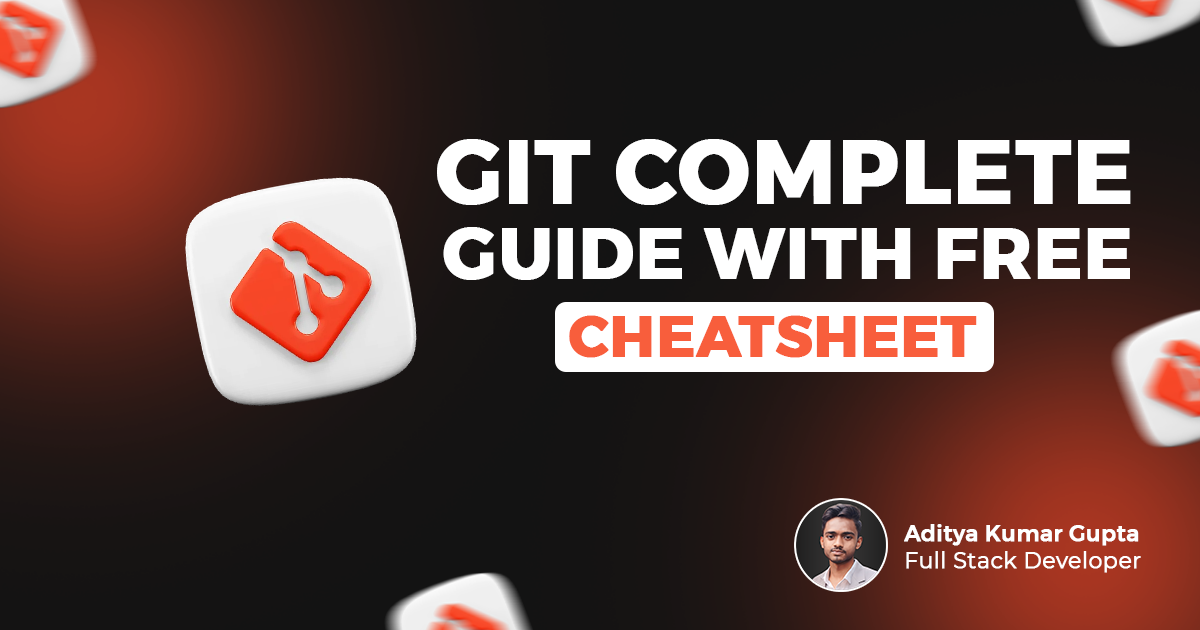 GIT COMPLETE
GUIDE WITH FREE
CHEATSHEET
Aditya Kumar Gupta
Full Stack Developer